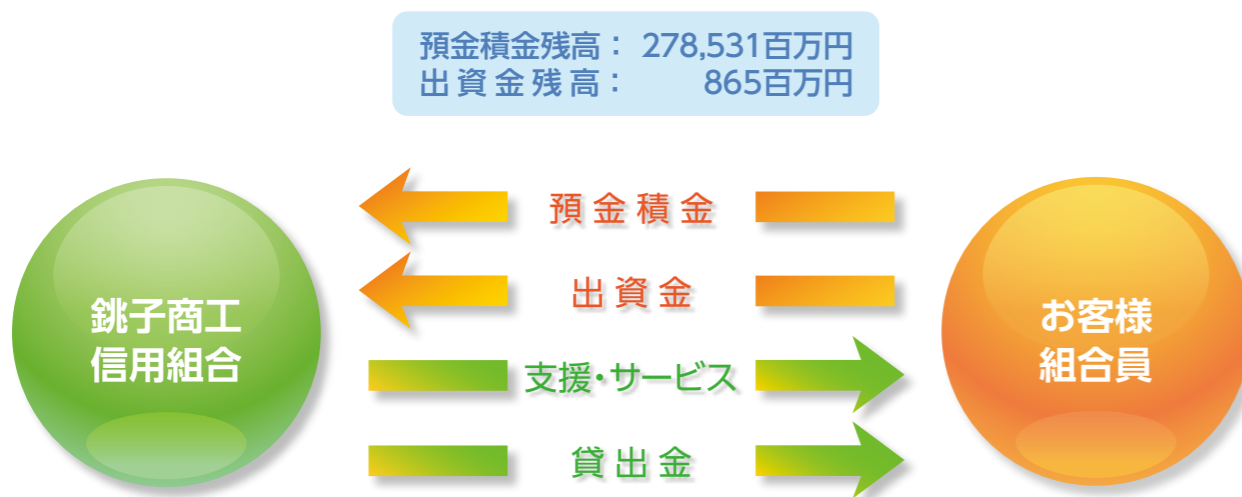 預金積金残高： 278,531百万円
出資金残高： 865百万円
預金積金
出資金
銚子商工
信用組合
お客様
組合員
支援・サービス
貸出金